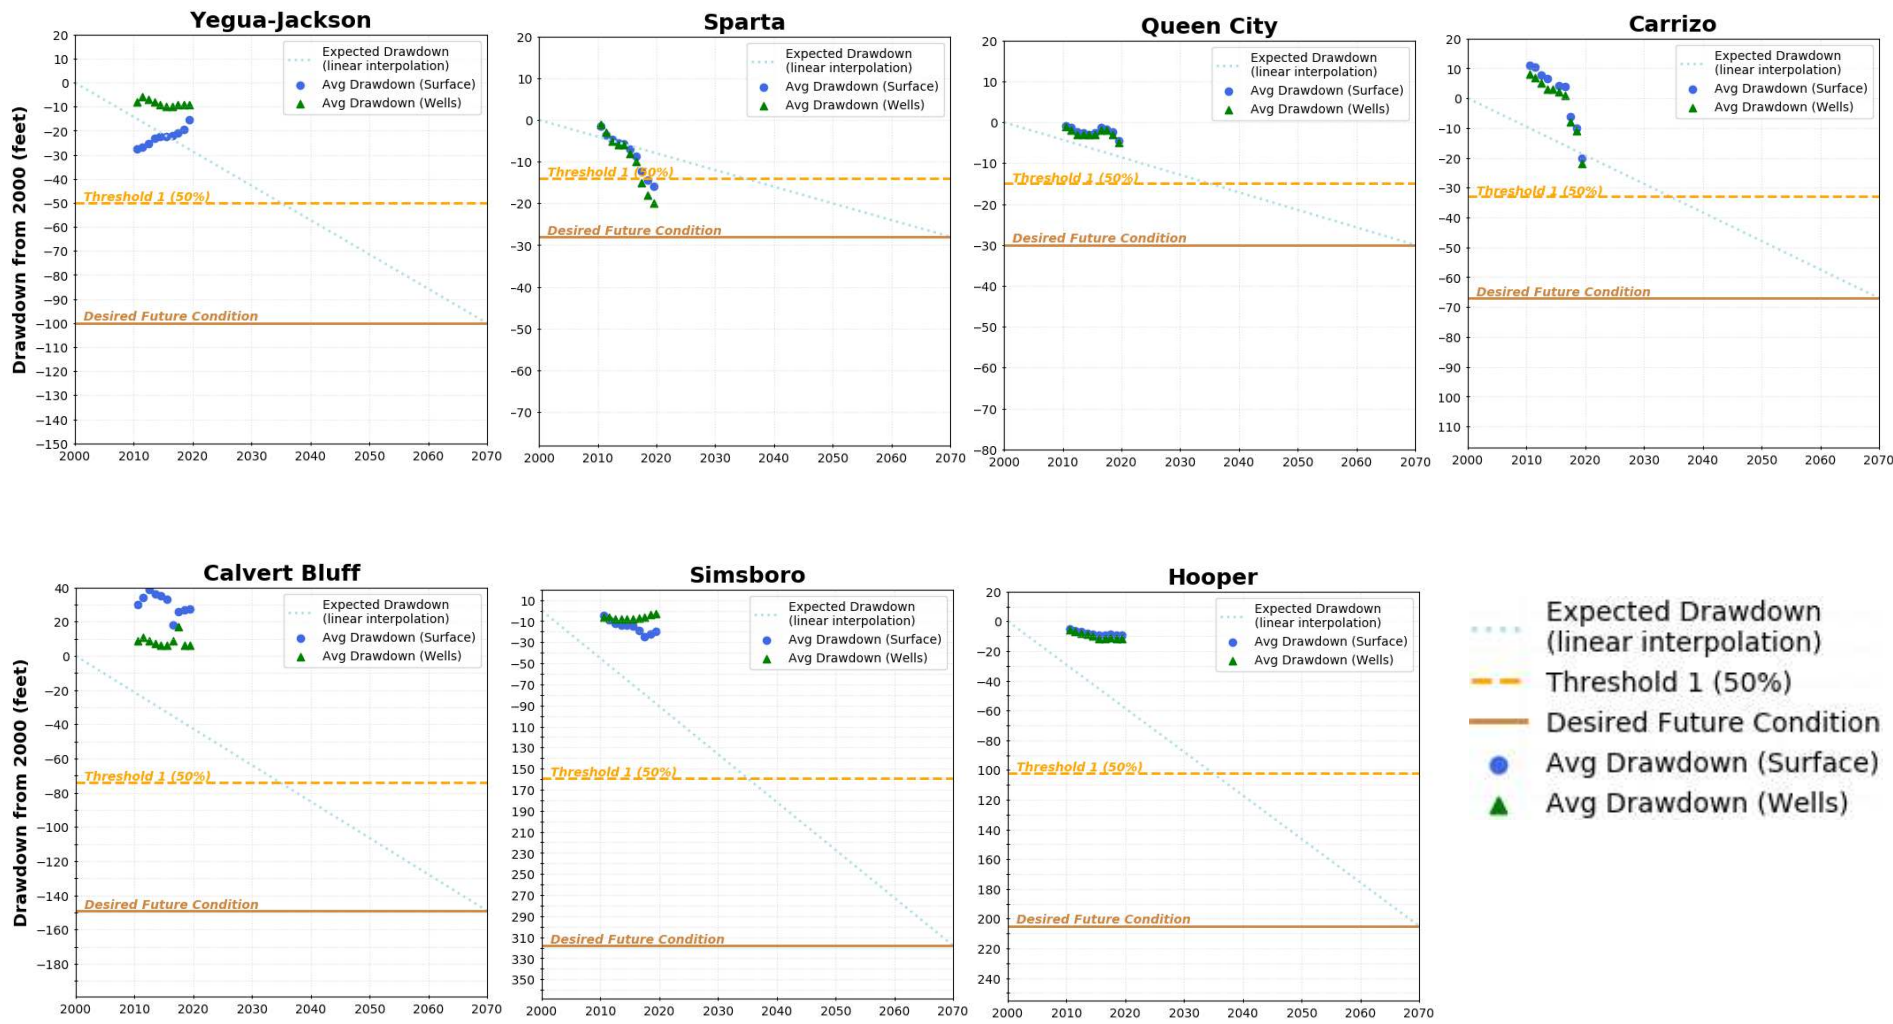 Yegua-Jackson
Drawdown from 2000 (feet)
20
0
−10
−20
−30
−40
−50
−60
−70
−80
−90
−100
−110
−120
−130
−140
−150
2000 2010 2020 2030 2040 2050 2060 2070
Expected Drawdown
(linear interpolation)
Avg Drawdown (Surface)
Avg Drawdown (Wells)
Threshold 1 (50%)
Desired Future Condition
Sparta
20
10
0
−10
−20
−30
−40
−50
−60
−70
2000 2010 2020 2030 2040 2050 2060 2070
Expected Drawdown
(linear interpolation)
Avg Drawdown (Surface)
Avg Drawdown (Wells)
Threshold 1 (50%)
Desired Future Condition
Queen City
20
10
0
−10
−20
−30
−40
−50
−60
−70
−80
2000 2010 2020 2030 2040 2050 2060 2070
Expected Drawdown
(linear interpolation)
Avg Drawdown (Surface)
Avg Drawdown (Wells)
Threshold 1 (50%)
Desired Future Condition
Carrizo
20
10
0
−10
−20
−30
−40
−50
−60
−70
−80
−90
100
110
2000 2010 2020 2030 2040 2050 2060 2070
Expected Drawdown
(linear interpolation)
Avg Drawdown (Surface)
Avg Drawdown (Wells)
Threshold 1 (50%)
Desired Future Condition
Calvert Bluff
Drawdown from 2000 (feet)
40
20
0
−20
−40
−60
−80
−100
−120
−140
−160
−180
2000 2010 2020 2030 2040 2050 2060 2070
Expected Drawdown
(linear interpolation)
Avg Drawdown (Surface)
Avg Drawdown (Wells)
Threshold 1 (50%)
Desired Future Condition
Simsboro
10
−10
−30
−50
−70
−90
110
130
150
170
190
210
230
250
270
290
310
330
350
2000 2010 2020 2030 2040 2050 2060 2070
Expected Drawdown
(linear interpolation)
Avg Drawdown (Surface)
Avg Drawdown (Wells)
Threshold 1 (50%)
Desired Future Condition
Hooper
20
0
−20
−40
−60
−80
100
120
140
160
180
200
220
240
2000 2010 2020 2030 2040 2050 2060 2070
Expected Drawdown
(linear interpolation)
Avg Drawdown (Surface)
Avg Drawdown (Wells)
Threshold 1 (50%)
Desired Future Condition
Expected Drawdown
(linear interpolation)
Threshold 1 (50%)
Desired Future Condition
Avg Drawdown (Surface)
Avg Drawdown (Wells)